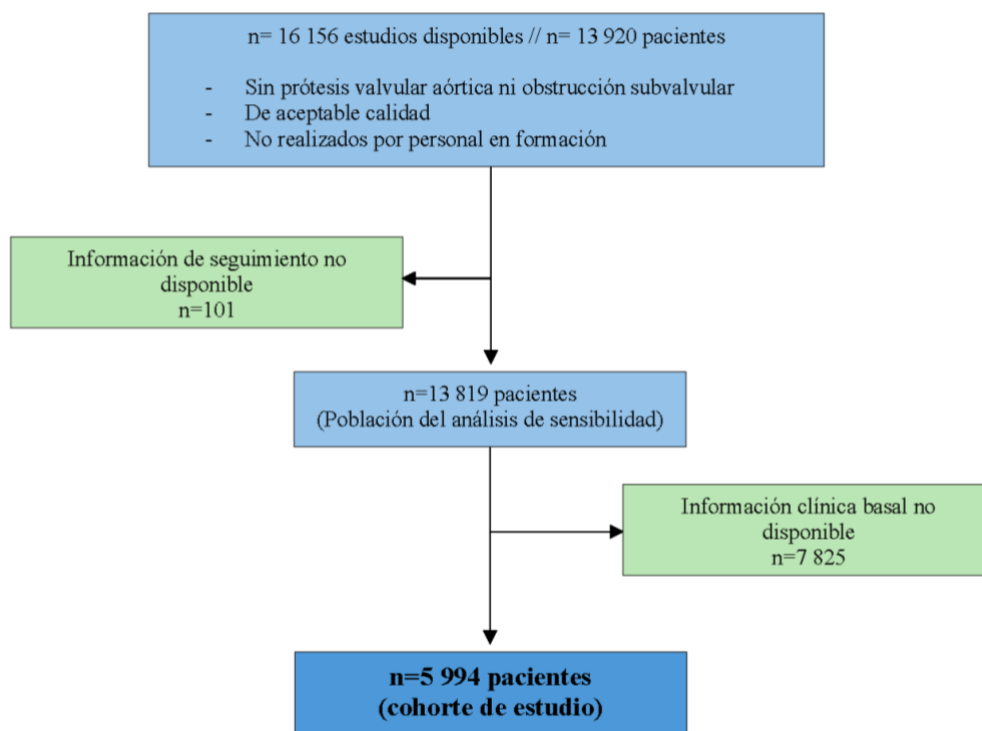 n= 16 156 estudios disponibles // n= 13 920 pacientes
- Sin prótesis valvular aórtica ni obstrucción subvalvular
- De aceptable calidad
- No realizados por personal en formación
Información de seguimiento no
disponible
n=101
n=13 819 pacientes
(Población del análisis de sensibilidad)
Información clínica basal no
disponible
n=7 825
n=5 994 pacientes
(cohorte de estudio)